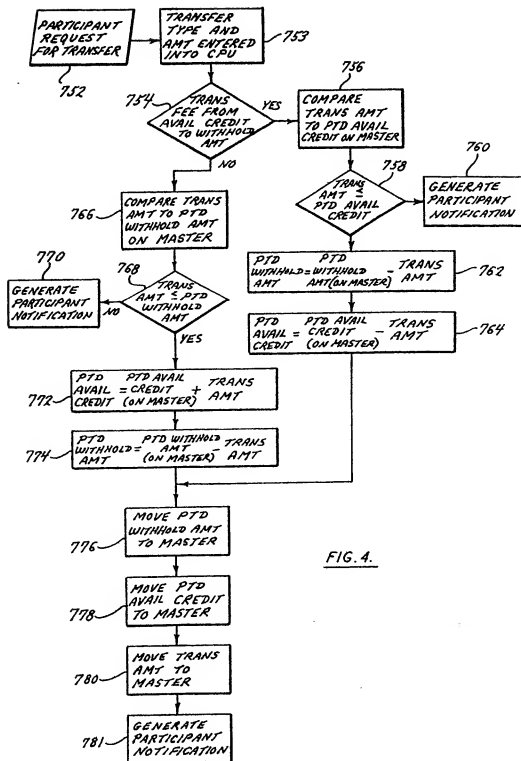 PARTICIPANT
REQUEST
FOR TRANSFER
752
TRANSFER
TYPE AND
AMT ENTERED
INTO CPU
753
754
TRANS
FEE FROM
AVAIL CREDIT
TO WITHHOLD
AMT
YES
NO
756
COMPARE
TRANS AMT
TO PTD AVAIL
CREDIT ON MASTER
758
TRANS
AMT ≤
PTD AVAIL
CREDIT
760
GENERATE
PARTICIPANT
NOTIFICATION
766
COMPARE TRANS
AMT TO PTD
WITHHOLD AMT
ON MASTER
PTD PTD
WITHHOLD=WITHHOLD - TRANS
AMT AMT(ON MASTER) AMT
762
770
GENERATE
PARTICIPANT
NOTIFICATION
768
TRANS
AMT ≤ PTD
WITHHOLD
AMT
NO
YES
PTD PTD AVAIL
AVAIL = CREDIT - TRANS
CREDIT (ON MASTER) AMT
764
PTD PTD AVAIL
AVAIL = CREDIT + TRANS
CREDIT (ON MASTER) AMT
772
PTD PTD WITHHOLD
WITHHOLD= AMT - TRANS
AMT (ON MASTER) AMT
774
MOVE PTD
WITHHOLD AMT
TO MASTER
776
FIG. 4.
MOVE PTD
AVAIL CREDIT
TO MASTER
778
MOVE TRANS
AMT TO
MASTER
780
GENERATE
PARTICIPANT
NOTIFICATION
781